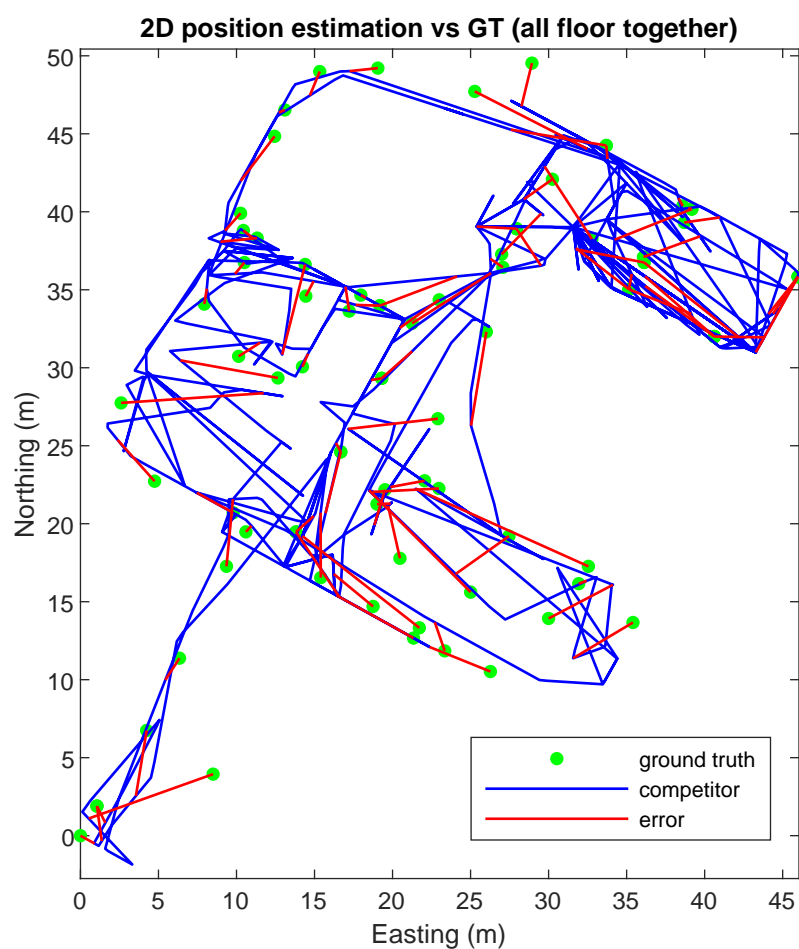 2D position estimation vs GT (all floor together)
50
45
40
35
30
25
20
15
10
5
0
Northing (m)
ground truth
competitor
error
0 5 10 15 20 25 30 35 40 45
Easting (m)